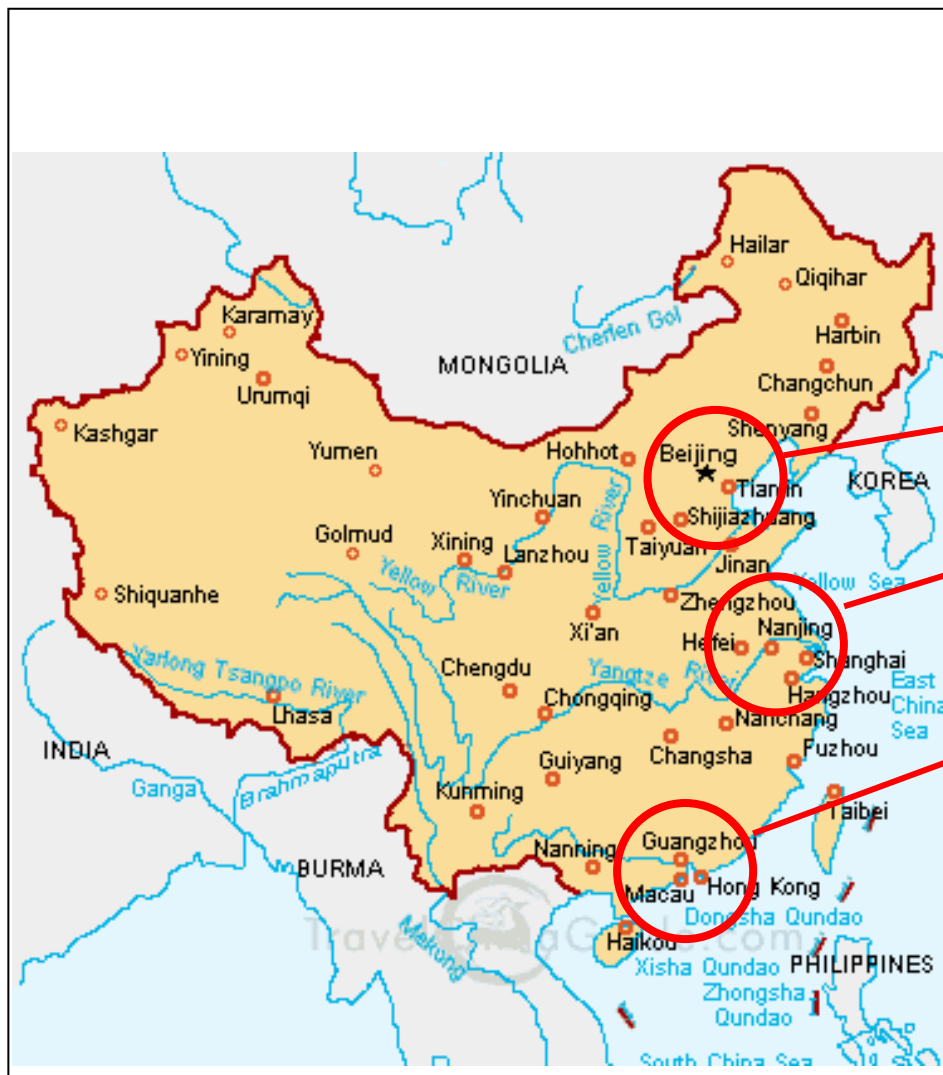 Hailar
Qiqihar
Karamay
Cherlen Gol
Harbin
Yining
MONGOLIA
Changchun
Urumqi
Shenyang
Kashgar
Yumen
Hohhot
Beijing
KOREA
Tianjin
Yinchuan
Yellow River
Shijiazhuang
Golmud
Xining
Taiyuan
Lanzhou
Jinan
Yellow River
Yellow Sea
Shiquanhe
Zhengzhou
Xi'an
Nanjing
Hefei
Yarlong Tsangpo River
Chengdu
Yangtze River
Shanghai
Hangzhou
East
China
Sea
Chongqing
Lhasa
Nanchang
INDIA
Changsha
Fuzhou
Guiyang
Ganga
Brahmaputra
Kunming
Taibei
Guangzhou
Nanning
BURMA
Macau
Hong Kong
Dongsha Qundao
Mekong
TravelChinaGuide.com
Haikou
Xisha Qundao
PHILIPPINES
Zhongsha
Qundao
South China Sea